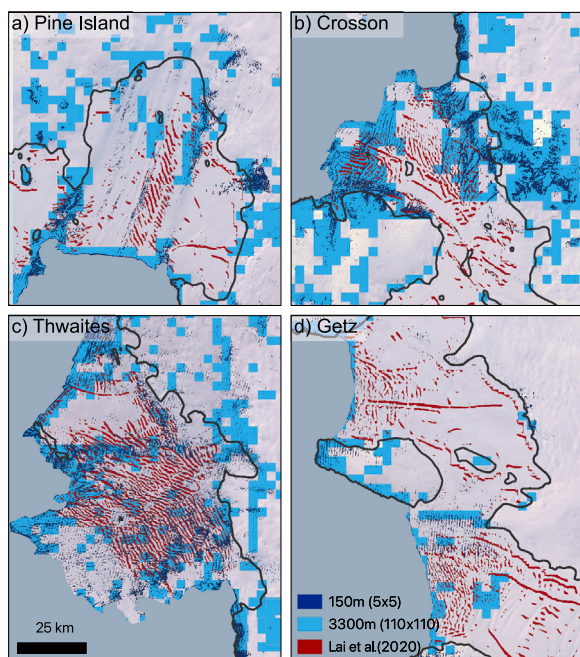 a) Pine Island
b) Crosson
c) Thwaites
d) Getz
25 km
150m (5x5)
3300m (110x110)
Lai et al.(2020)